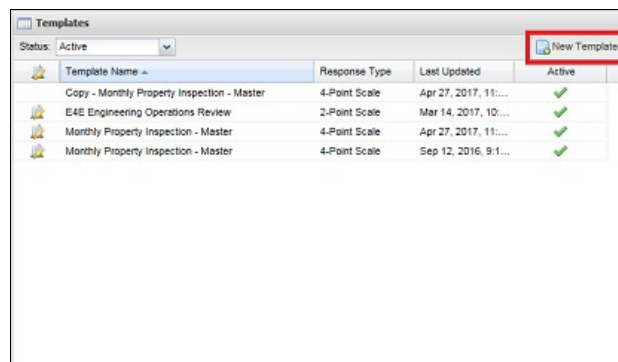 Templates
Status: Active New Template
Template Name Response Type Last Updated Active
Copy - Monthly Property Inspection - Master 4-Point Scale Apr 27, 2017, 11:...
E4E Engineering Operations Review 2-Point Scale Mar 14, 2017, 10:...
Monthly Property Inspection - Master 4-Point Scale Apr 27, 2017, 11:...
Monthly Property Inspection - Master 4-Point Scale Sep 12, 2016, 9:1...